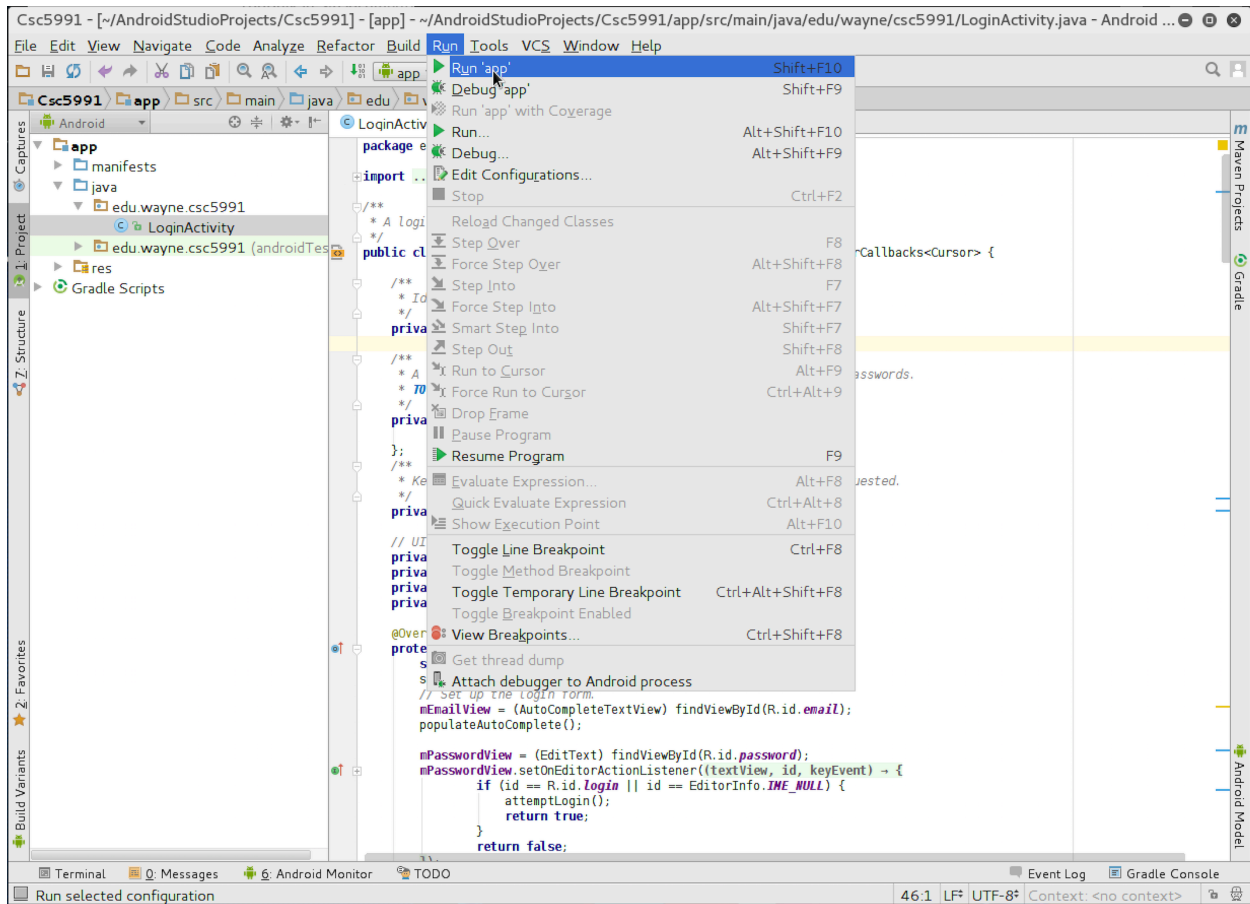 Csc5991 - [~/AndroidStudioProjects/Csc5991] - [app] - ~/AndroidStudioProjects/Csc5991/app/src/main/java/edu/wayne/csc5991/LoginActivity.java - Android ...
File Edit View Navigate Code Analyze Refactor Build Run Tools VCS Window Help
app
Csc5991 app src main java edu
Android
LoginActiv
Run 'app' Shift+F10
Debug 'app' Shift+F9
Run 'app' with Coverage
Run... Alt+Shift+F10
Debug... Alt+Shift+F9
Edit Configurations...
Stop Ctrl+F2
Reload Changed Classes
Step Over F8
Force Step Over Alt+Shift+F8
Step Into F7
Force Step Into Alt+Shift+F7
Smart Step Into Shift+F7
Step Out Shift+F8
Run to Cursor Alt+F9
Force Run to Cursor Ctrl+Alt+9
Drop Frame
Pause Program
Resume Program F9
Evaluate Expression... Alt+F8
Quick Evaluate Expression Ctrl+Alt+8
Show Execution Point Alt+F10
Toggle Line Breakpoint Ctrl+F8
Toggle Method Breakpoint
Toggle Temporary Line Breakpoint Ctrl+Alt+Shift+F8
Toggle Breakpoint Enabled
View Breakpoints... Ctrl+Shift+F8
Get thread dump
Attach debugger to Android process
Captures
1: Project
7: Structure
2: Favorites
Build Variants
app
manifests
java
edu.wayne.csc5991
LoginActivity
edu.wayne.csc5991 (androidTes
res
Gradle Scripts
package e
import ..
/**
* A logi
*/
public cl rCallbacks<Cursor> {
/**
* Id
*/
priva
/**
* A asswords.
* TO
*/
priva
};
/**
* Ke uested.
*/
priva
// UI
priva
priva
priva
priva
@Over
prote
s
s
// Set up the login form.
mEmailView = (AutoCompleteTextView) findViewById(R.id.email);
populateAutoComplete();
mPasswordView = (EditText) findViewById(R.id.password);
mPasswordView.setOnEditorActionListener((textView, id, keyEvent) → {
if (id == R.id.login || id == EditorInfo.IME_NULL) {
attemptLogin();
return true;
}
return false;
});
m Maven Projects
Gradle
Android Model
Terminal 0: Messages 6: Android Monitor TODO Event Log Gradle Console
Run selected configuration 46:1 LF UTF-8 Context: <no context>